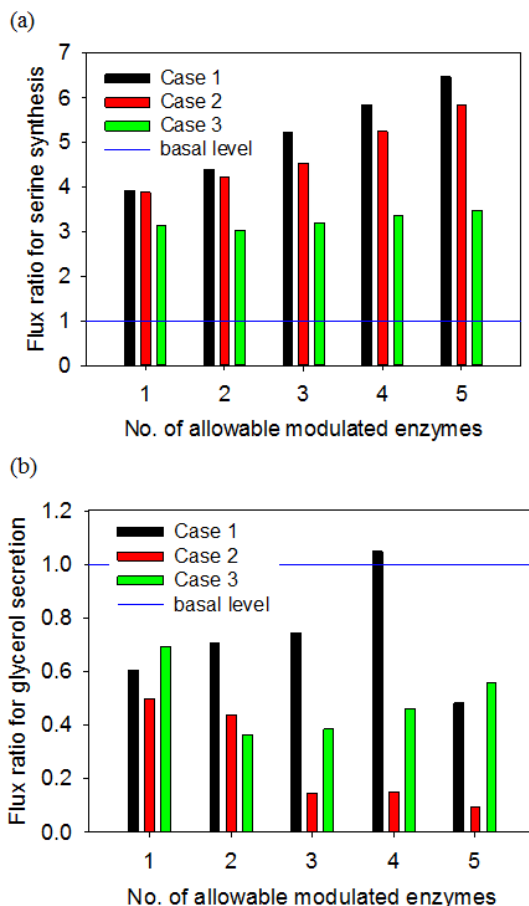 (a)
Flux ratio for serine synthesis
7
6
5
4
3
2
1
0
Case 1
Case 2
Case 3
basal level
1 2 3 4 5
No. of allowable modulated enzymes
(b)
Flux ratio for glycerol secretion
1.2
1.0
0.8
0.6
0.4
0.2
0.0
Case 1
Case 2
Case 3
basal level
1 2 3 4 5
No. of allowable modulated enzymes